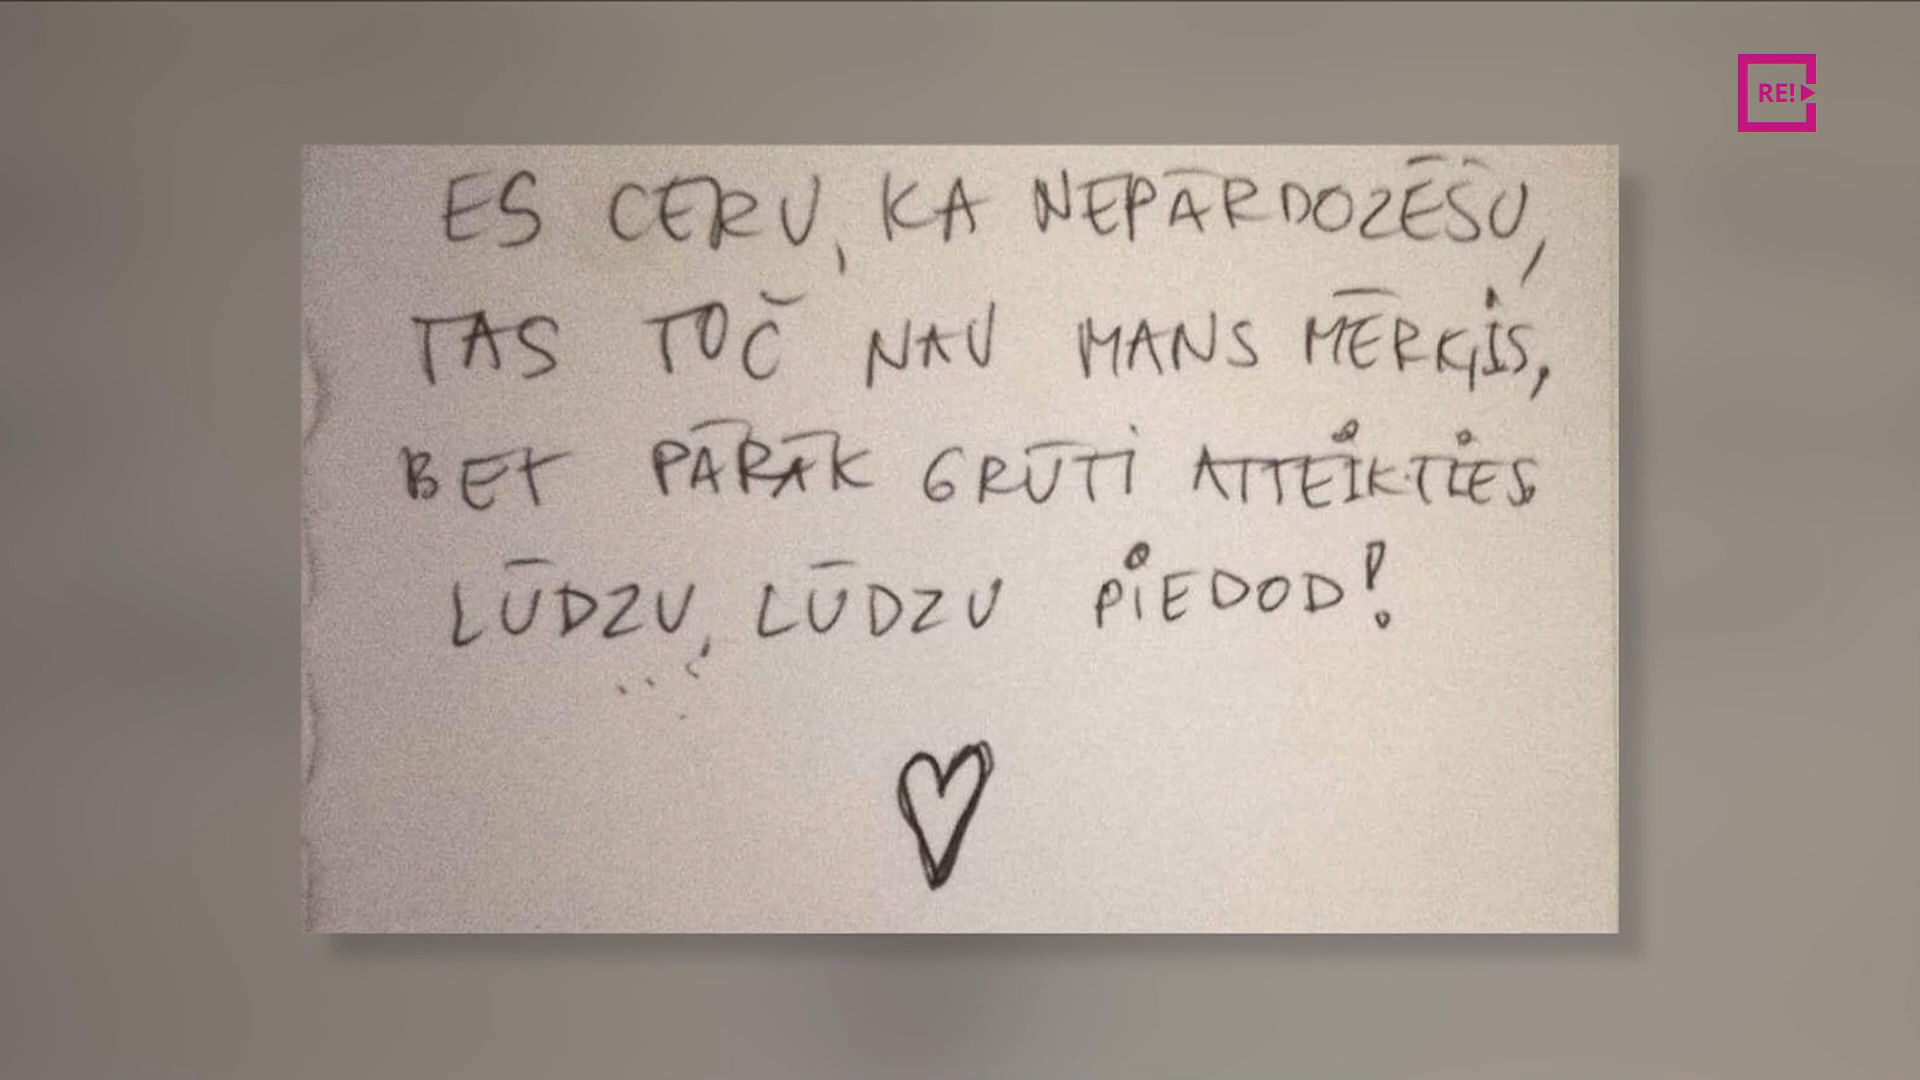 RE!
ES CERU, KA NEPĀRDOZĒŠU,
TAS TOČ NAV MANS MĒRĶIS,
BET PĀRĀK GRŪTI ATTEIKTIES
LŪDZU, LŪDZU PIEDOD!